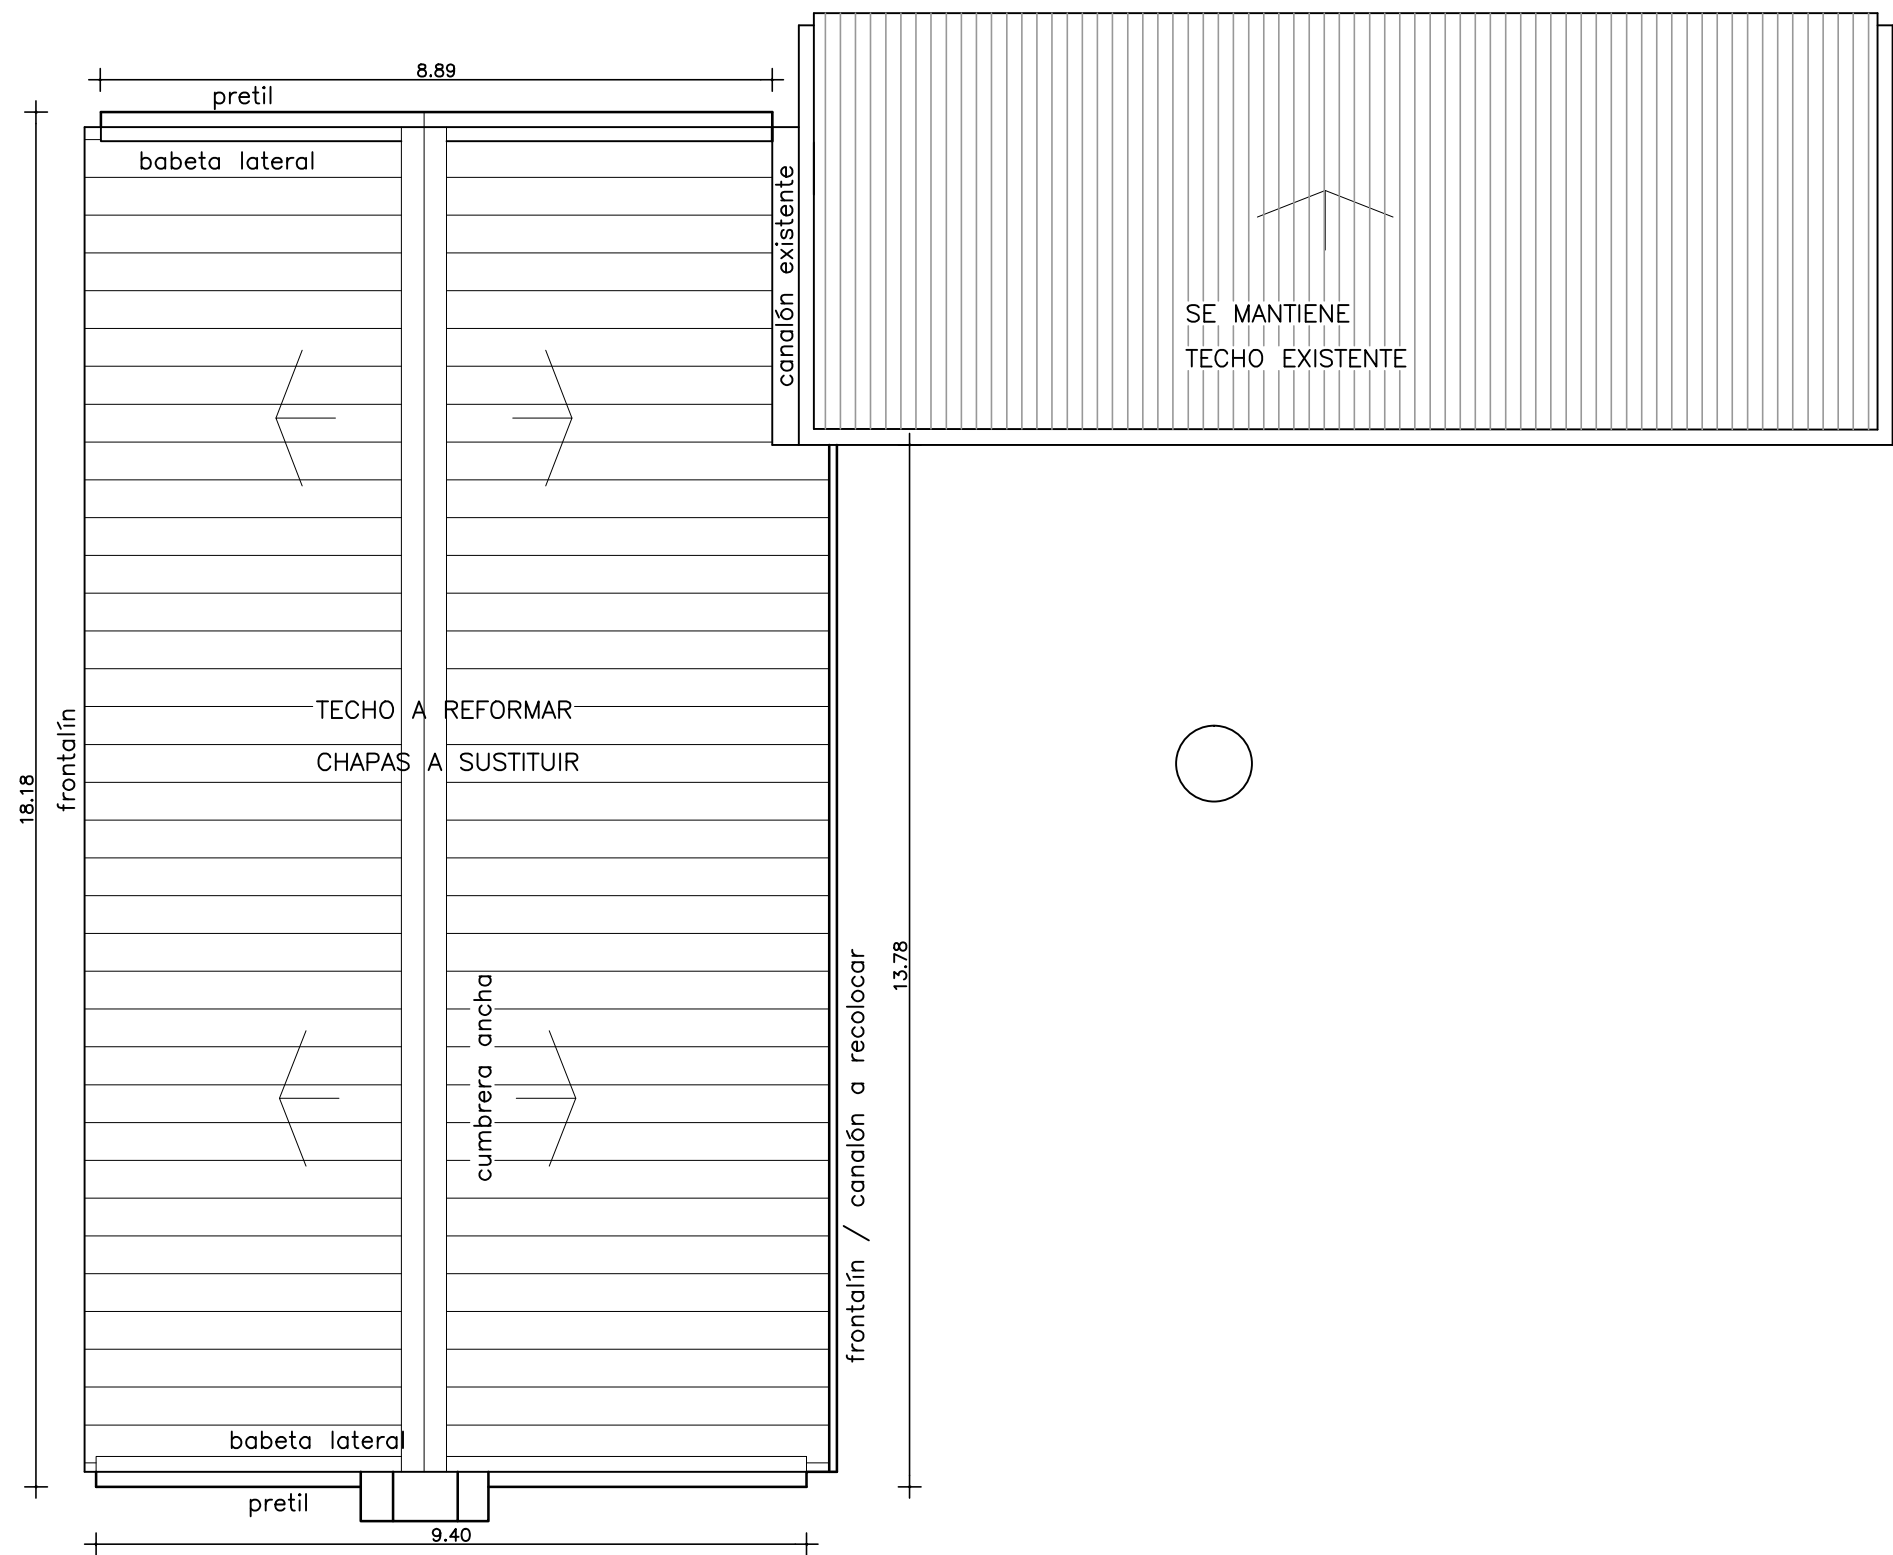 8.89
pretil
babeta lateral
canalón existente
SE MANTIENE
TECHO EXISTENTE
TECHO A REFORMAR
CHAPAS A SUSTITUIR
frontalín
18.18
cumbrera ancha
frontalín / canalón a recolocar
13.78
babeta lateral
pretil
9.40